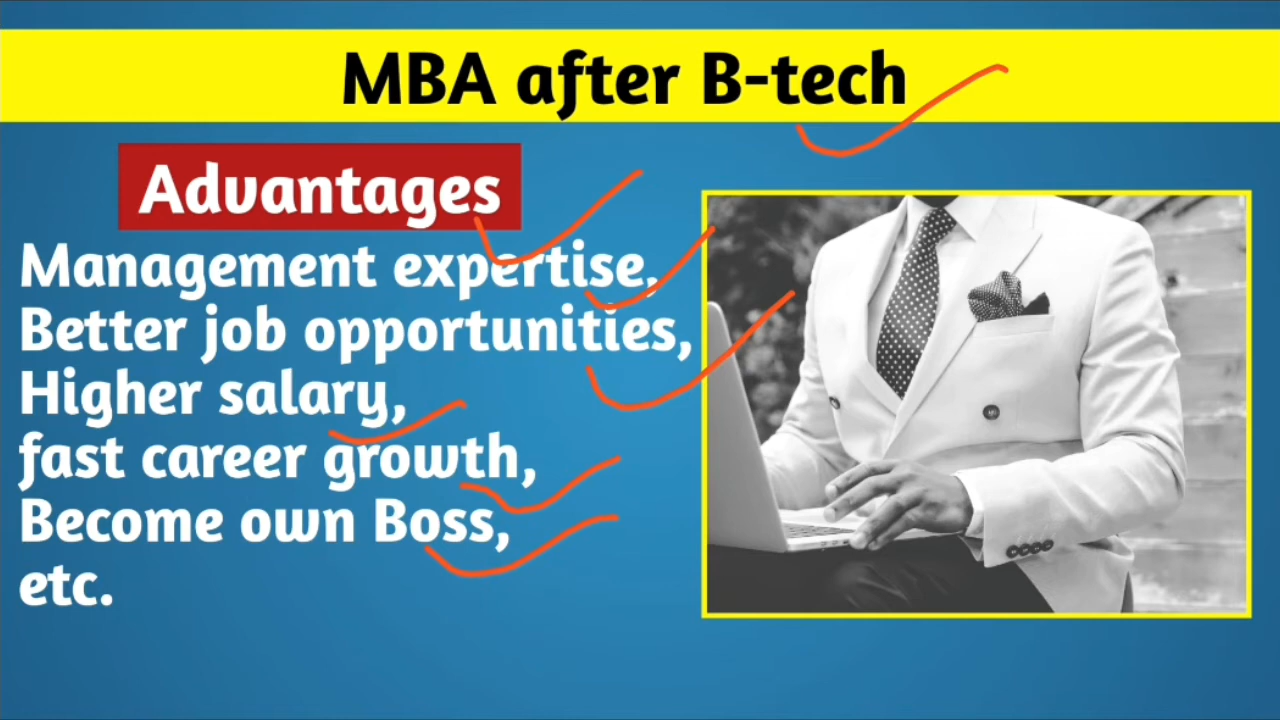 MBA after B-tech
Advantages
Management expertise,
Better job opportunities,
Higher salary,
fast career growth,
Become own Boss,
etc.